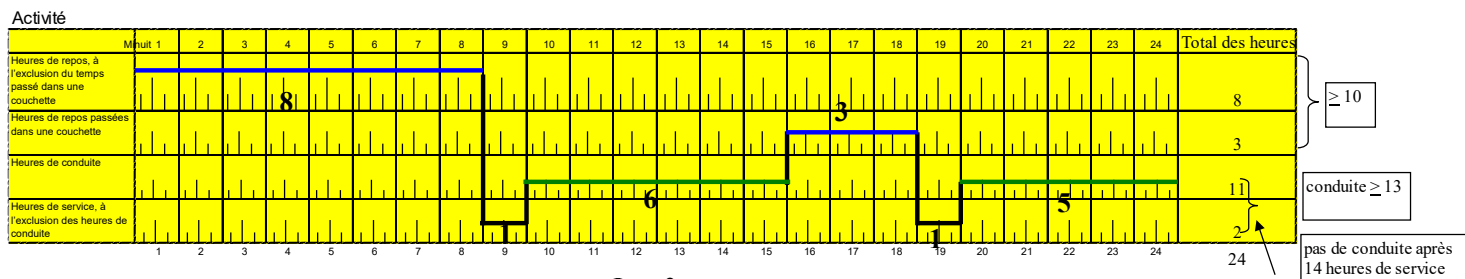 Activité
Minuit 1 2 3 4 5 6 7 8 9 10 11 12 13 14 15 16 17 18 19 20 21 22 23 24 Total des heures
Heures de repos, à
l'exclusion du temps
passé dans une
couchette
8
8
≥ 10
Heures de repos passées
dans une couchette
3
3
Heures de conduite
6
5
11
conduite ≥ 13
Heures de service, à
l'exclusion des heures de
conduite
1
1
2
1 2 3 4 5 6 7 8 9 10 11 12 13 14 15 16 17 18 19 20 21 22 23 24
24
pas de conduite après
14 heures de service